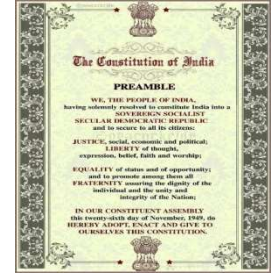 The Constitution of India
PREAMBLE
WE, THE PEOPLE OF INDIA,
having solemnly resolved to constitute India into a
SOVEREIGN SOCIALIST
SECULAR DEMOCRATIC REPUBLIC
and to secure to all its citizens:
JUSTICE, social, economic and political;
LIBERTY of thought,
expression, belief, faith and worship;
EQUALITY of status and of opportunity;
and to promote among them all
FRATERNITY assuring the dignity of the
individual and the unity and
integrity of the Nation;
IN OUR CONSTITUENT ASSEMBLY
this twenty-sixth day of November, 1949, do
HEREBY ADOPT, ENACT AND GIVE TO
OURSELVES THIS CONSTITUTION.